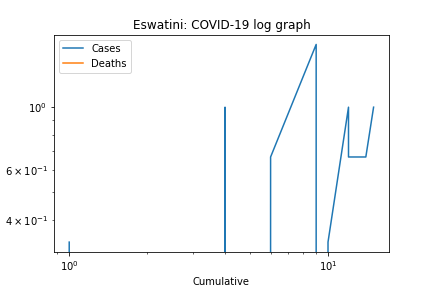 Eswatini: COVID-19 log graph
Cases
Deaths
10⁰
6 × 10⁻¹
4 × 10⁻¹
10⁰
10¹
Cumulative